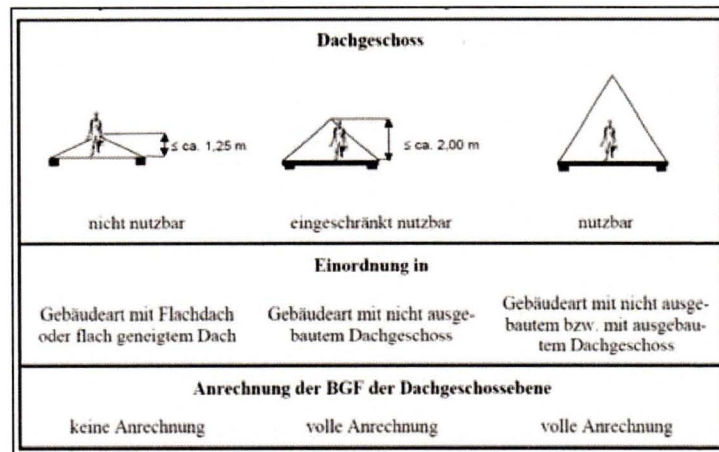 Dachgeschoss
≤ ca. 1,25 m
≤ ca. 2,00 m
nicht nutzbar
eingeschränkt nutzbar
nutzbar
Einordnung in
Gebäudeart mit Flachdach
oder flach geneigtem Dach
Gebäudeart mit nicht ausge-
bautem Dachgeschoss
Gebäudeart mit nicht ausge-
bautem bzw. mit ausgebau-
tem Dachgeschoss
Anrechnung der BGF der Dachgeschossebene
keine Anrechnung
volle Anrechnung
volle Anrechnung